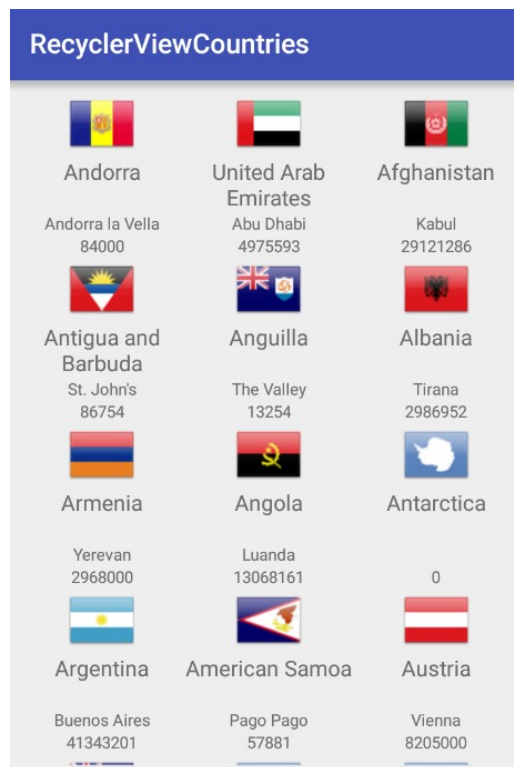 RecyclerViewCountries
Andorra
United Arab
Emirates
Afghanistan
Andorra la Vella
84000
Abu Dhabi
4975593
Kabul
29121286
Antigua and
Barbuda
Anguilla
Albania
St. John's
86754
The Valley
13254
Tirana
2986952
Armenia
Angola
Antarctica
Yerevan
2968000
Luanda
13068161
0
Argentina
American Samoa
Austria
Buenos Aires
41343201
Pago Pago
57881
Vienna
8205000